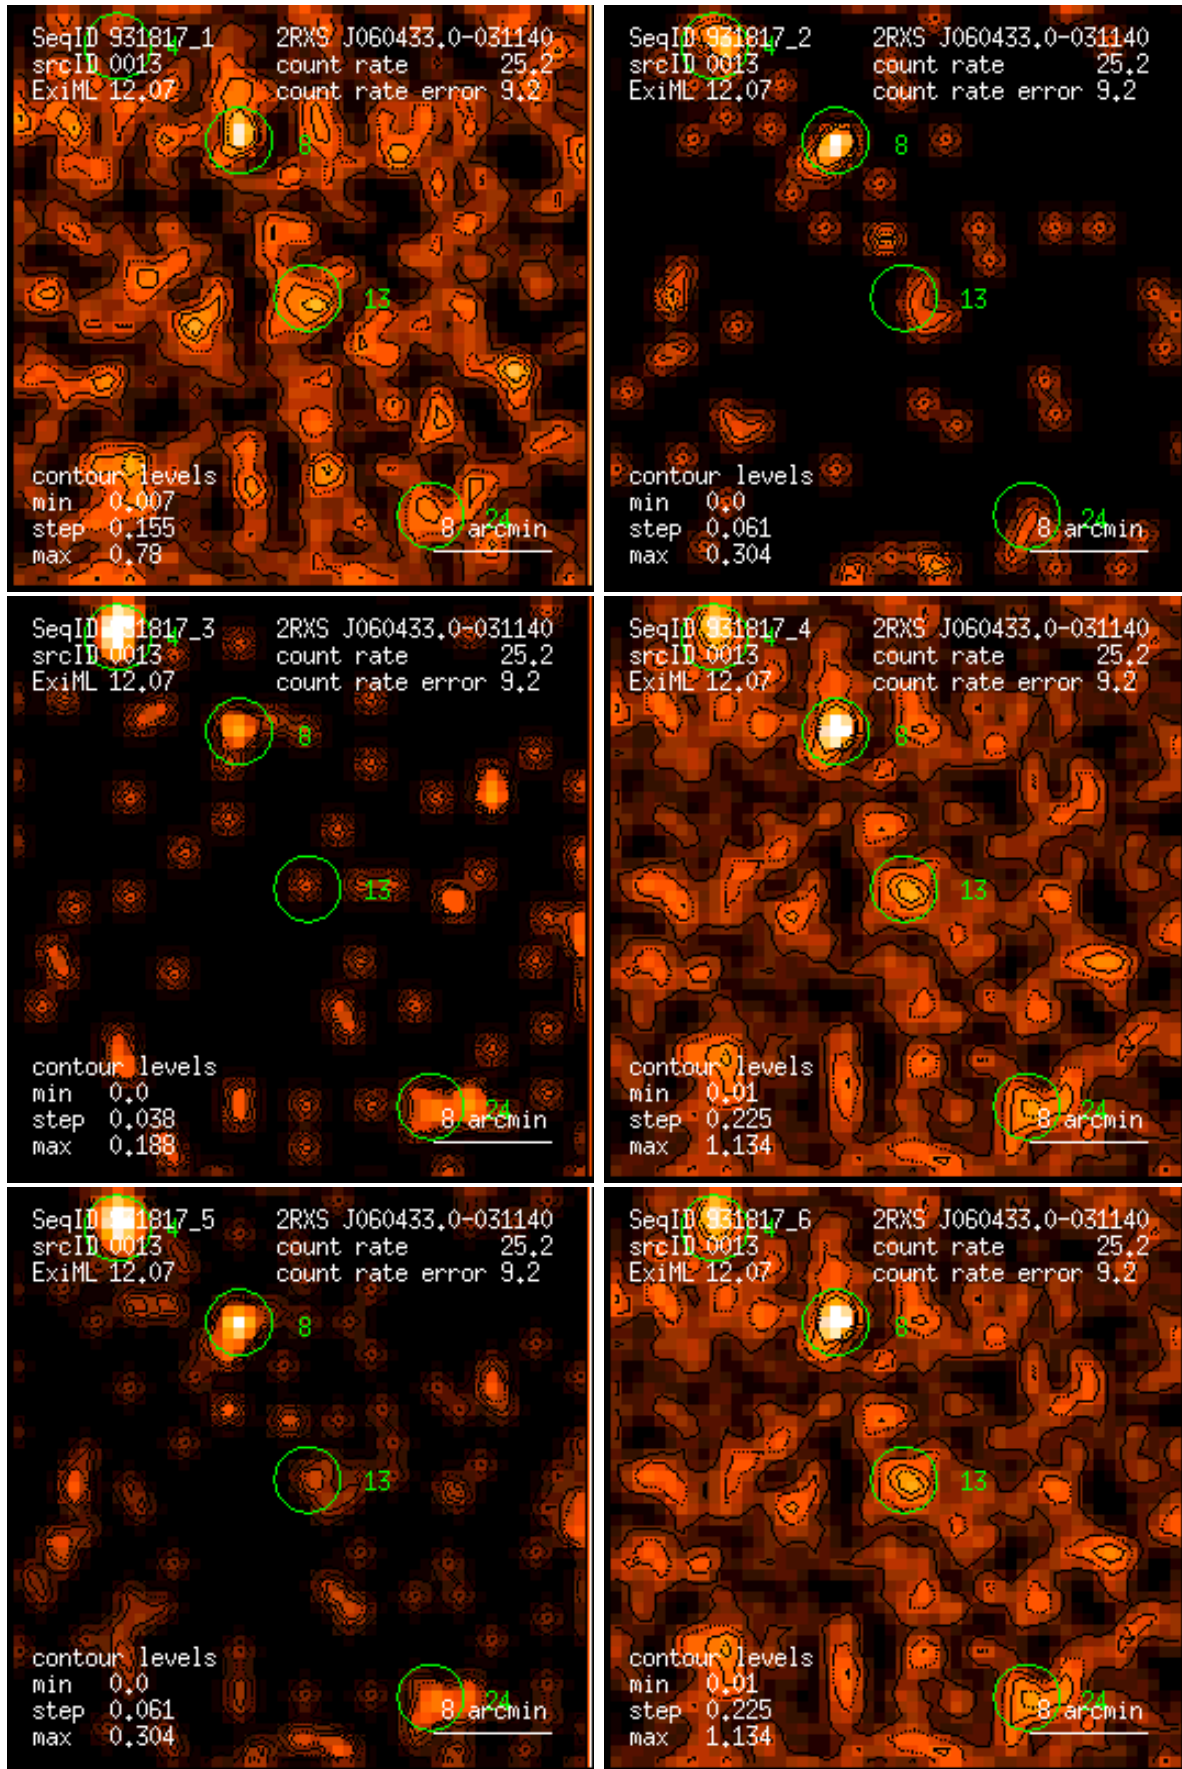 SeqID 931817_1 2RXS J060433.0-031140
srcID 0013 count rate 25.2
ExiML 12.07 count rate error 9.2
4
8
13
contour levels
min 0.007
step 0.155
max 0.78
24
8 arcmin
SeqID 931817_2 2RXS J060433.0-031140
srcID 0013 count rate 25.2
ExiML 12.07 count rate error 9.2
4
8
13
contour levels
min 0.0
step 0.061
max 0.304
24
8 arcmin
SeqID 931817_3 2RXS J060433.0-031140
srcID 0013 count rate 25.2
ExiML 12.07 count rate error 9.2
4
8
13
contour levels
min 0.0
step 0.038
max 0.188
24
8 arcmin
SeqID 931817_4 2RXS J060433.0-031140
srcID 0013 count rate 25.2
ExiML 12.07 count rate error 9.2
4
8
13
contour levels
min 0.01
step 0.225
max 1.134
24
8 arcmin
SeqID 931817_5 2RXS J060433.0-031140
srcID 0013 count rate 25.2
ExiML 12.07 count rate error 9.2
4
8
13
contour levels
min 0.0
step 0.061
max 0.304
24
8 arcmin
SeqID 931817_6 2RXS J060433.0-031140
srcID 0013 count rate 25.2
ExiML 12.07 count rate error 9.2
4
8
13
contour levels
min 0.01
step 0.225
max 1.134
24
8 arcmin